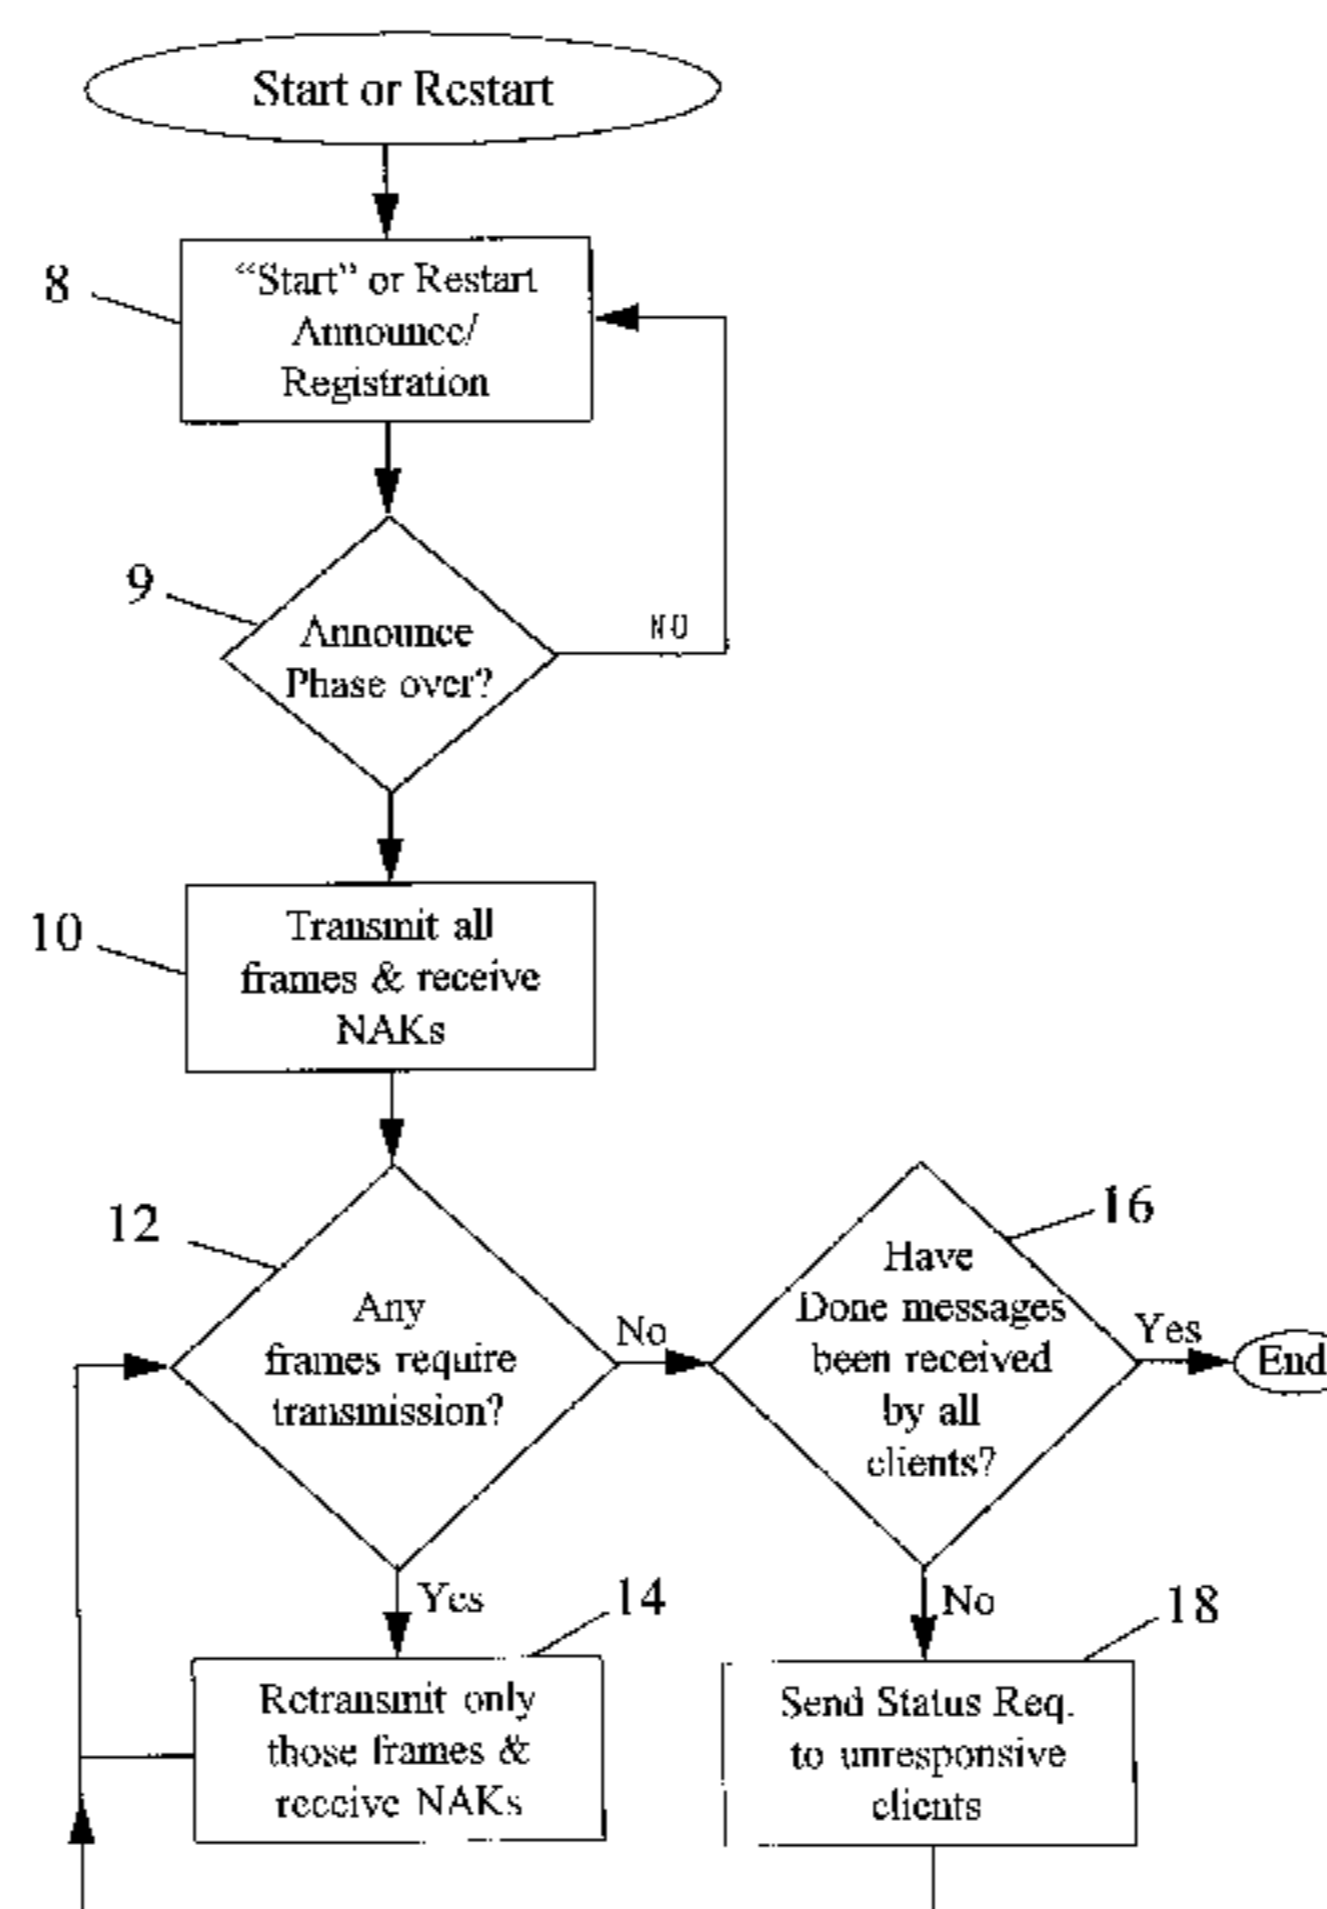 Start or Restart
8
“Start” or Restart
Announce/
Registration
9
Announce
Phase over?
NO
10
Transmit all
frames & receive
NAKs
12
Any
frames require
transmission?
No
16
Have
Done messages
been received
by all
clients?
Yes
End
Yes
14
Retransmit only
those frames &
receive NAKs
No
18
Send Status Req.
to unresponsive
clients